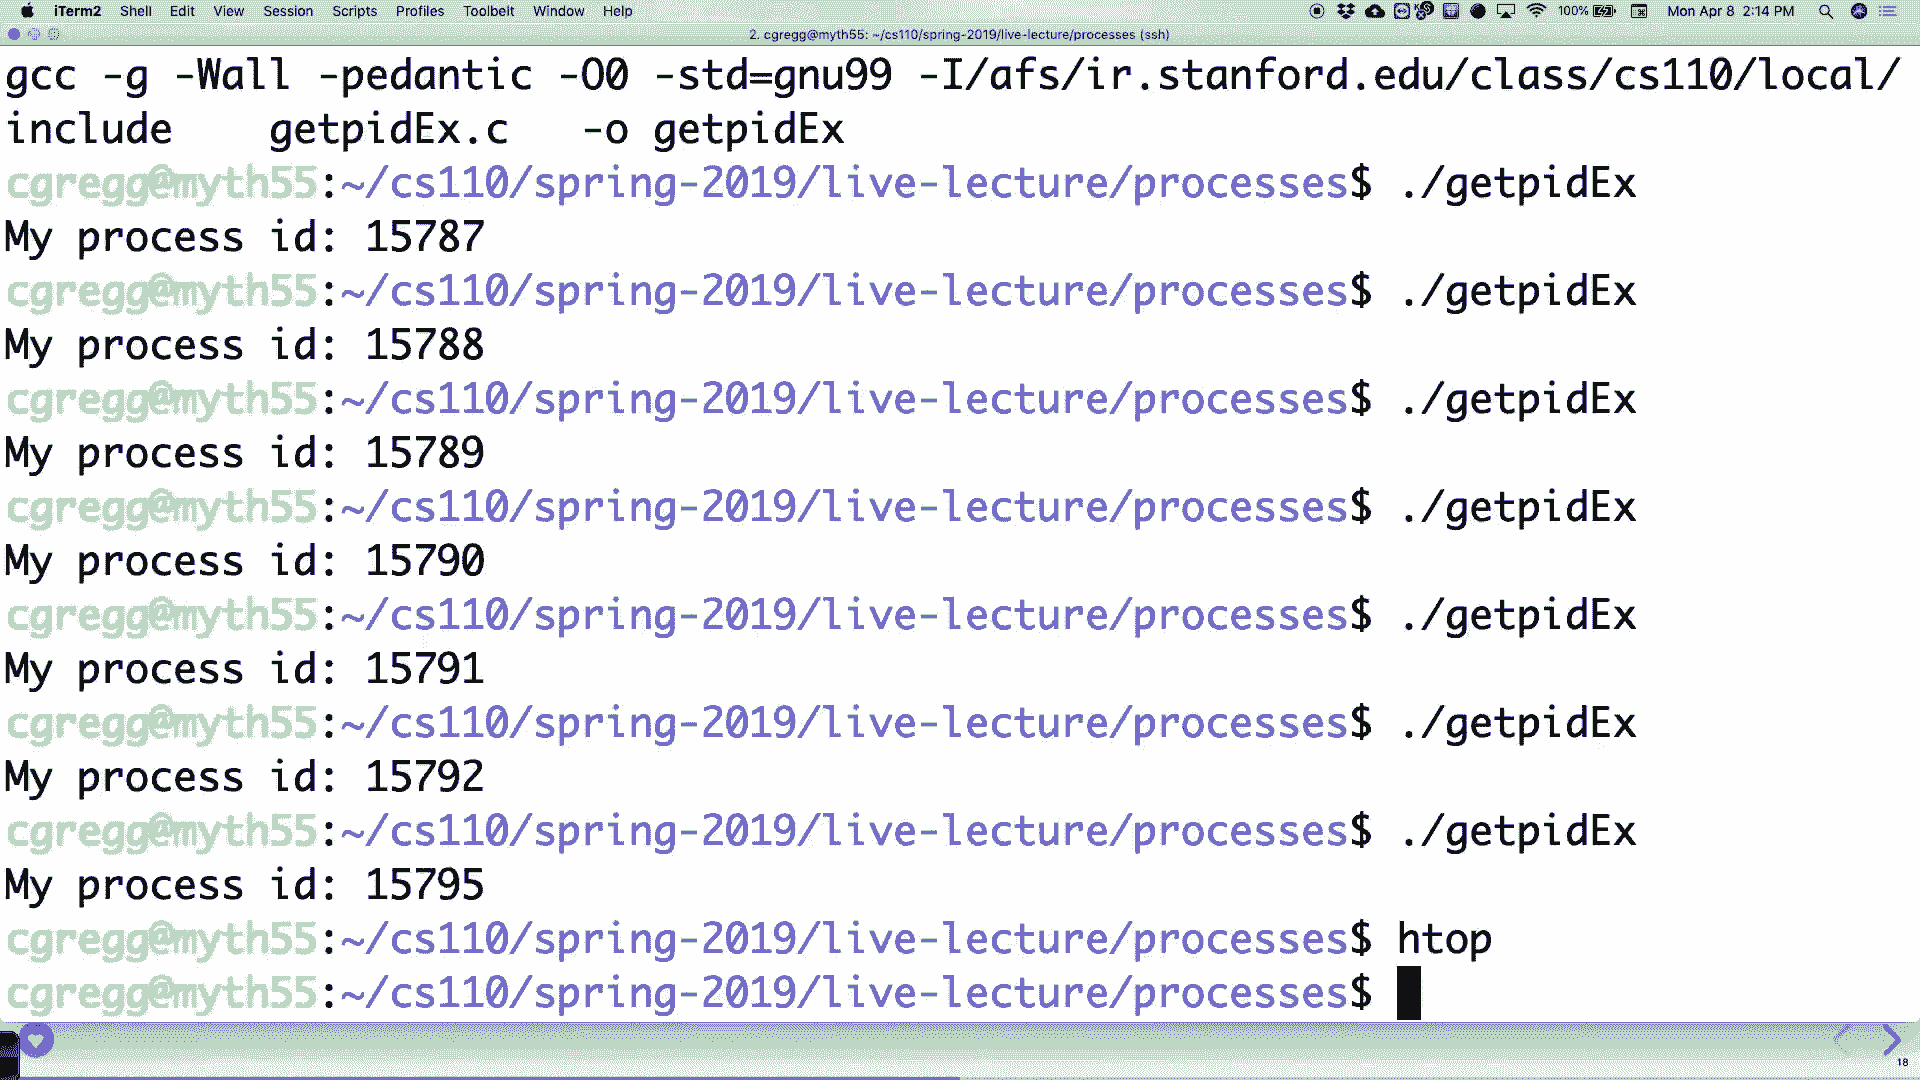 iTerm2 Shell Edit View Session Scripts Profiles Toolbelt Window Help 100% Mon Apr 8 2:14 PM
2. cgregg@myth55: ~/cs110/spring-2019/live-lecture/processes (ssh)
gcc -g -Wall -pedantic -O0 -std=gnu99 -I/afs/ir.stanford.edu/class/cs110/local/
include    getpidEx.c   -o getpidEx
cgregg@myth55:~/cs110/spring-2019/live-lecture/processes$ ./getpidEx
My process id: 15787
cgregg@myth55:~/cs110/spring-2019/live-lecture/processes$ ./getpidEx
My process id: 15788
cgregg@myth55:~/cs110/spring-2019/live-lecture/processes$ ./getpidEx
My process id: 15789
cgregg@myth55:~/cs110/spring-2019/live-lecture/processes$ ./getpidEx
My process id: 15790
cgregg@myth55:~/cs110/spring-2019/live-lecture/processes$ ./getpidEx
My process id: 15791
cgregg@myth55:~/cs110/spring-2019/live-lecture/processes$ ./getpidEx
My process id: 15792
cgregg@myth55:~/cs110/spring-2019/live-lecture/processes$ ./getpidEx
My process id: 15795
cgregg@myth55:~/cs110/spring-2019/live-lecture/processes$ htop
cgregg@myth55:~/cs110/spring-2019/live-lecture/processes$
18